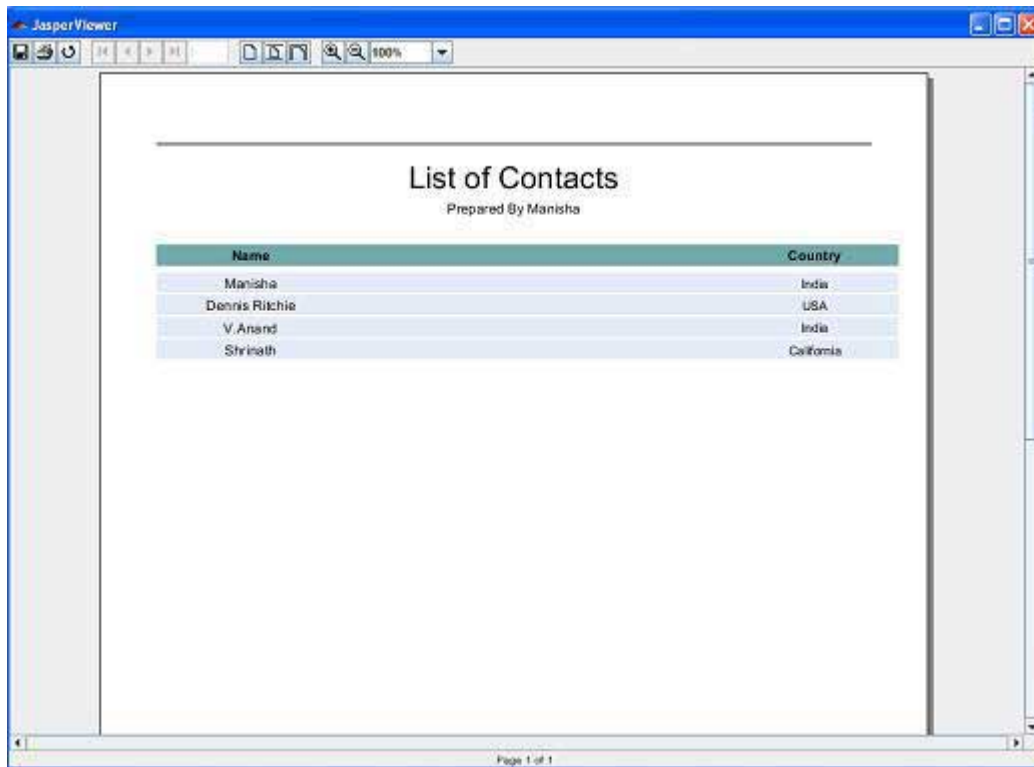 JasperViewer
100%
List of Contacts
Prepared By Manisha
Name Country
Manisha India
Dennis Ritchie USA
V.Anand India
Shrinath California
Page 1 of 1